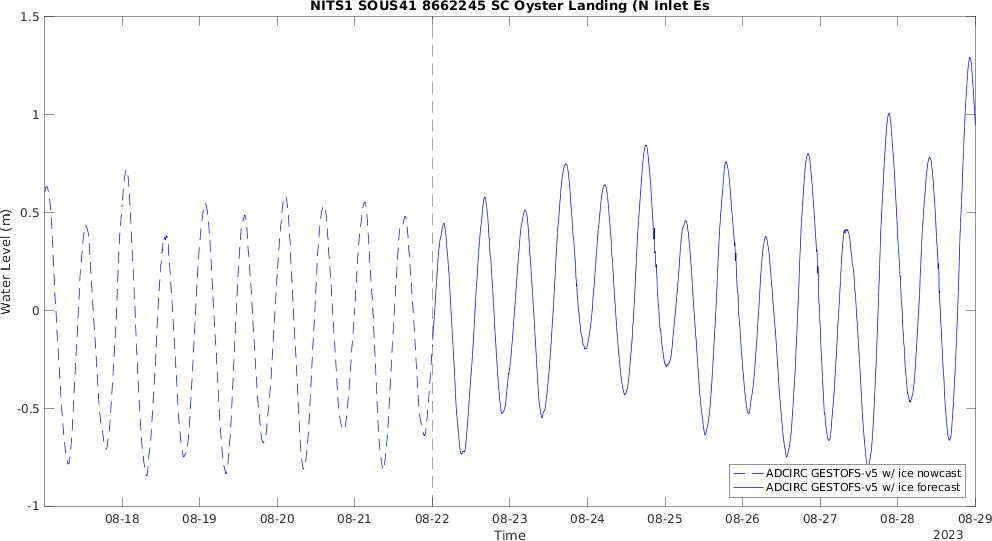 NITS1 SOUS41 8662245 SC Oyster Landing (N Inlet Es
1.5
1
0.5
0
-0.5
-1
Water Level (m)
ADCIRC GESTOFS-v5 w/ ice nowcast
ADCIRC GESTOFS-v5 w/ ice forecast
08-18 08-19 08-20 08-21 08-22 08-23 08-24 08-25 08-26 08-27 08-28 08-29
Time
2023